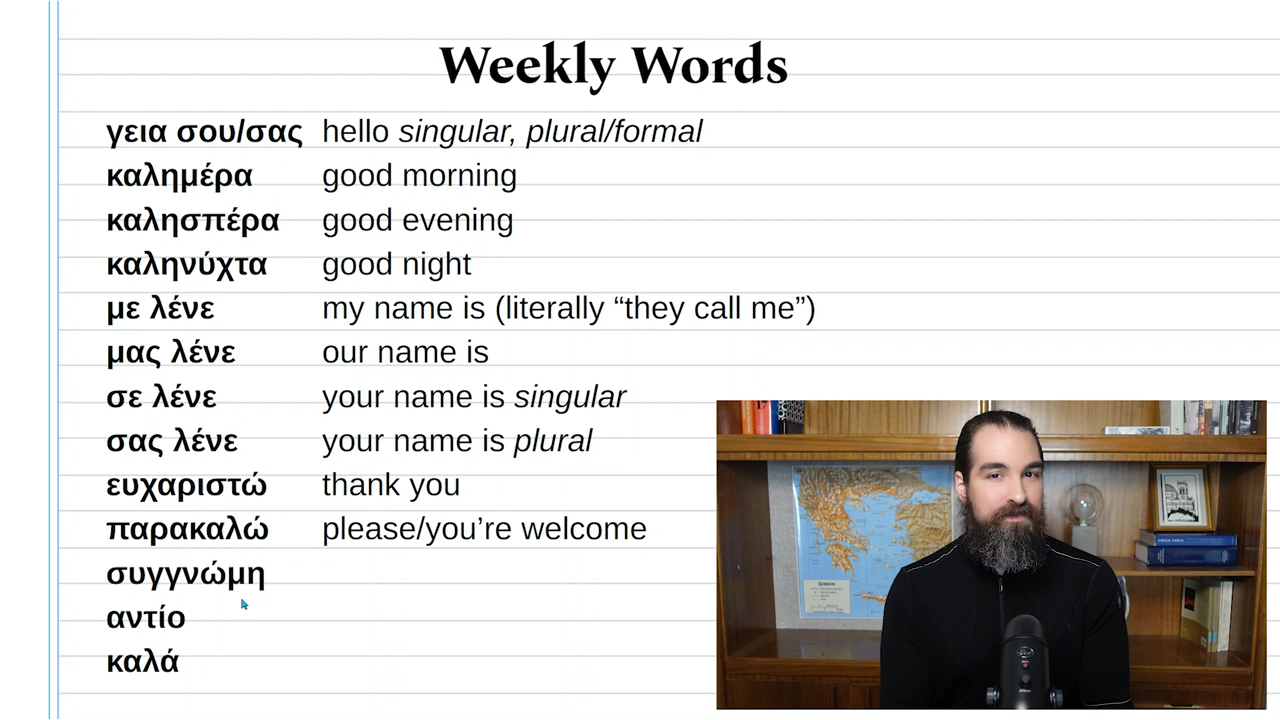 Weekly Words
γεια σου/σας hello singular, plural/formal
καλημέρα good morning
καλησπέρα good evening
καληνύχτα good night
με λένε my name is (literally “they call me”)
μας λένε our name is
σε λένε your name is singular
σας λένε your name is plural
ευχαριστώ thank you
παρακαλώ please/you’re welcome
συγγνώμη
αντίο
καλά
17
Greece